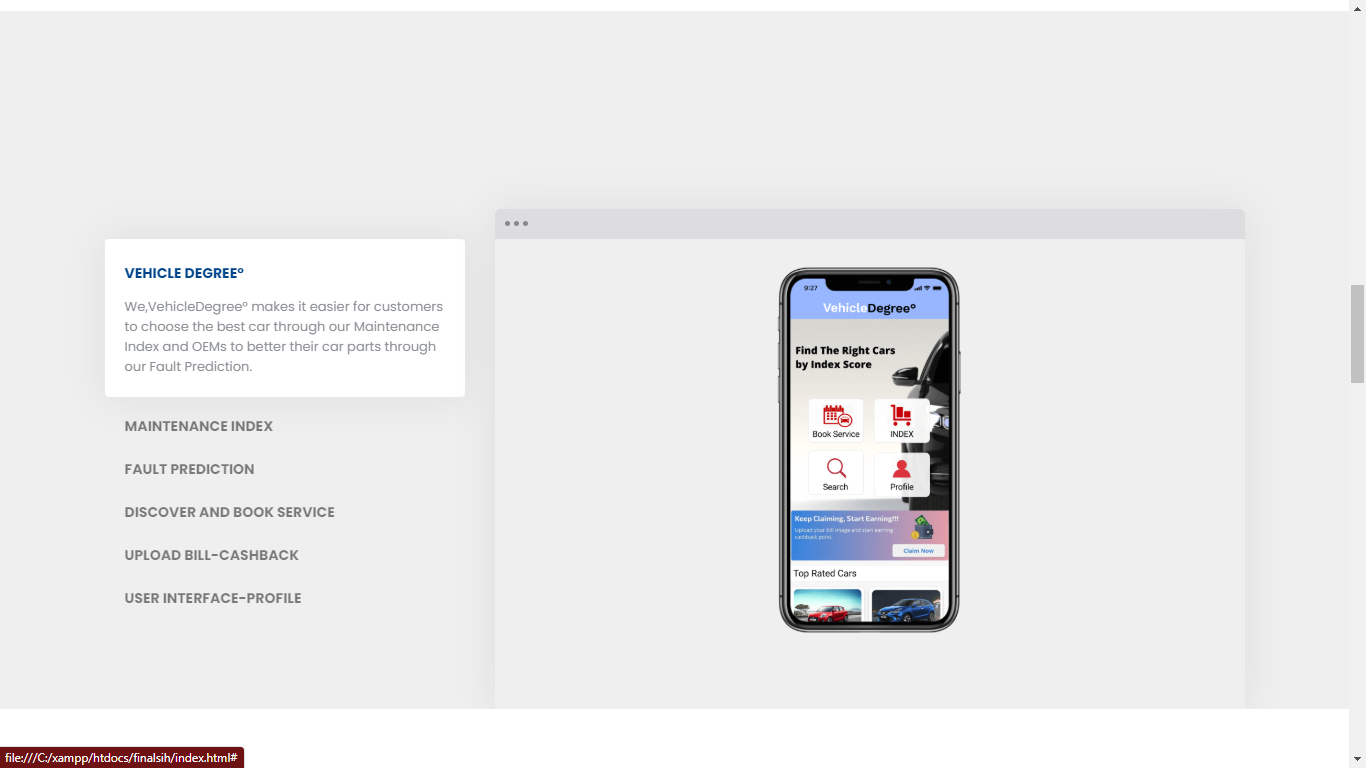 VEHICLE DEGREE°
We,VehicleDegree° makes it easier for customers
to choose the best car through our Maintenance
Index and OEMs to better their car parts through
our Fault Prediction.
MAINTENANCE INDEX
FAULT PREDICTION
DISCOVER AND BOOK SERVICE
UPLOAD BILL-CASHBACK
USER INTERFACE-PROFILE
9:27
VehicleDegree°
Find The Right Cars
by Index Score
Book Service
INDEX
Search
Profile
Keep Claiming, Start Earning!!!
Upload your bill image and start earning
cashback point.
Claim Now
Top Rated Cars
file:///C:/xampp/htdocs/finalsih/index.html#